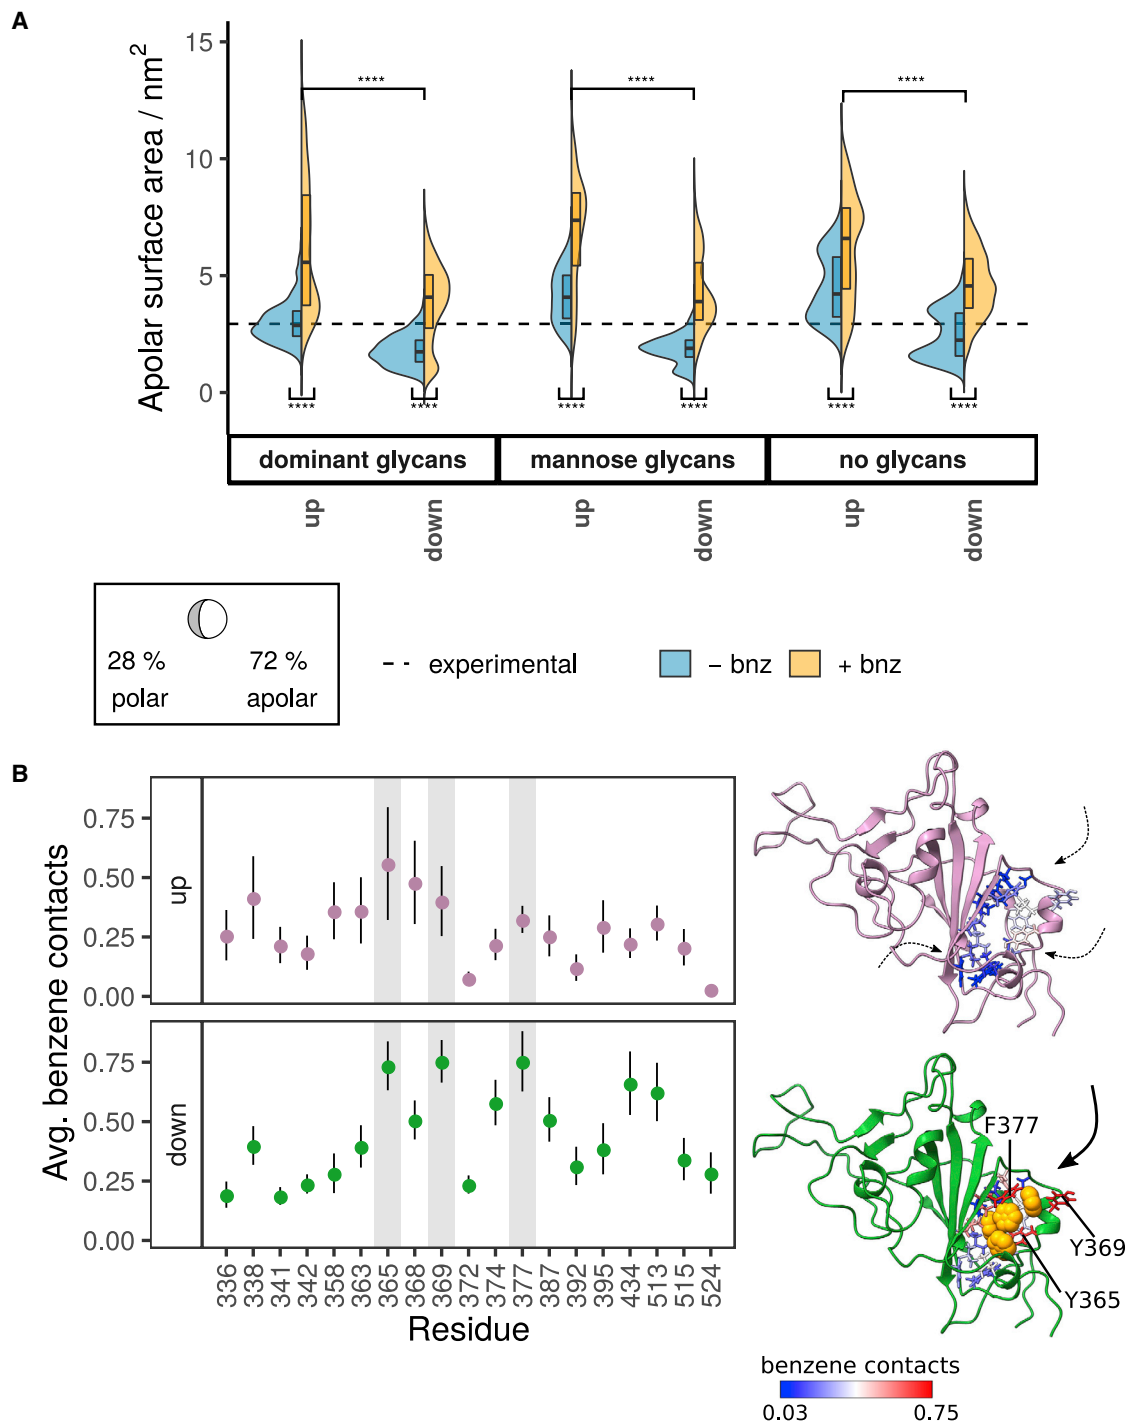 A
Apolar surface area / nm²
15
10
5
0
**** **** ****
**** **** **** **** **** ****
dominant glycans mannose glycans no glycans
up down up down up down
28 % 72 %
polar apolar
experimental − bnz + bnz
B
Avg. benzene contacts
up
0.75
0.50
0.25
0.00
down
0.75
0.50
0.25
0.00
336 338 341 342 358 363 365 368 369 372 374 377 387 392 395 434 513 515 524
Residue
F377
Y369
Y365
benzene contacts
0.03 0.75